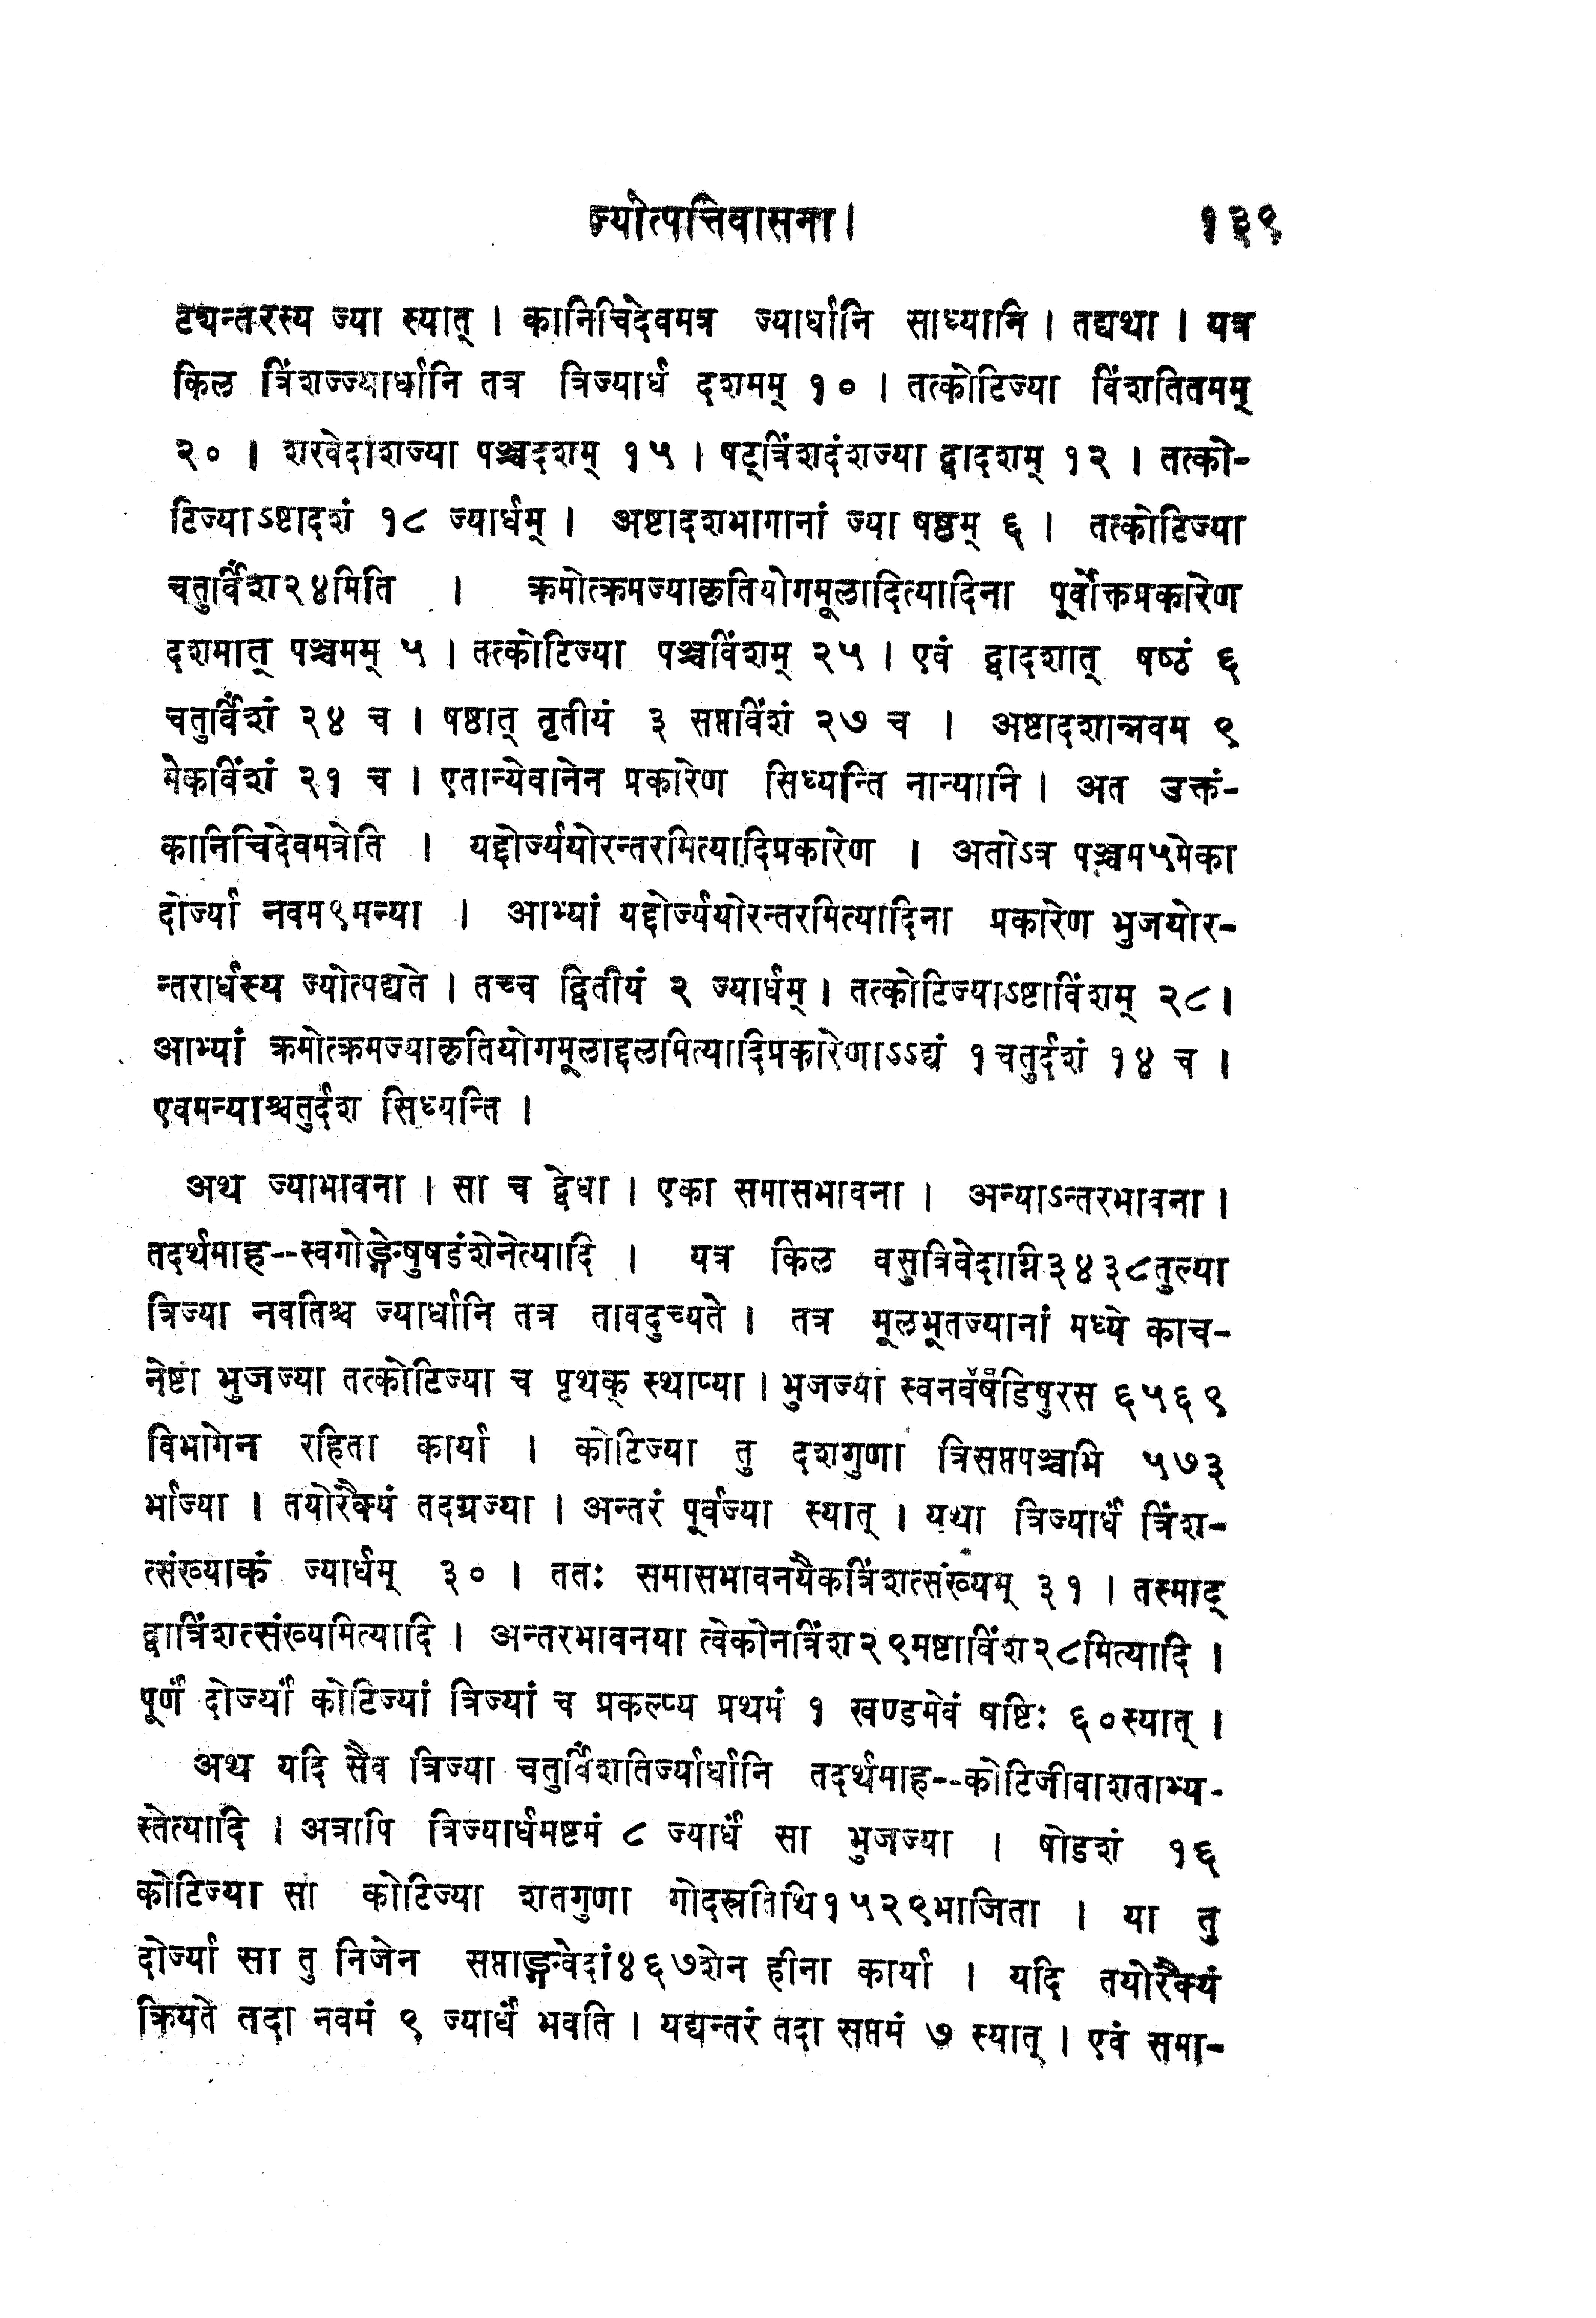 ज्योत्पत्तिवासना। १३९
ट्यन्तरस्य ज्या स्यात् । कानिचिदेवमत्र ज्यार्धानि साध्यानि । तद्यथा । यत्र
किल त्रिंशज्ज्यार्धानि तत्र त्रिज्यार्धं दशमम् १० । तत्कोटिज्या विंशतितमम्
२० । शरवेदाशज्या पञ्चदशम् १५ । षट्त्रिंशदंशज्या द्वादशम् १२ । तत्को-
टिज्याऽष्टादशं १८ ज्यार्धम् । अष्टादशभागानां ज्या षष्ठम् ६ । तत्कोटिज्या
चतुर्विंश२४मिति । क्रमोत्क्रमज्याकृतियोगमूलादित्यादिना पूर्वोक्तप्रकारेण
दशमात् पञ्चमम् ५ । तत्कोटिज्या पञ्चविंशम् २५ । एवं द्वादशात् षष्ठं ६
चतुर्विंशं २४ च । षष्ठात् तृतीयं ३ सप्तविंशं २७ च । अष्टादशान्नवम ९
मेकविंशं २१ च । एतान्येवानेन प्रकारेण सिध्यन्ति नान्यानि । अत उक्तं-
कानिचिदेवमत्रेति । यद्दोर्ज्ययोरन्तरमित्यादिप्रकारेण । अतोऽत्र पञ्चम५मेका
दोर्ज्या नवम९मन्या । आभ्यां यद्दोर्ज्ययोरन्तरमित्यादिना प्रकारेण भुजयोर-
न्तरार्धस्य ज्योत्पद्यते । तच्च द्वितीयं २ ज्यार्धम् । तत्कोटिज्याऽष्टाविंशम् २८ ।
आभ्यां क्रमोत्क्रमज्याकृतियोगमूलाद्दलमित्यादिप्रकारेणाऽऽद्यं १ चतुर्दशं १४ च ।
एवमन्याश्चतुर्दश सिध्यन्ति ।
अथ ज्याभावना । सा च द्वेधा । एका समासभावना । अन्याऽन्तरभावना ।
तदर्थमाह--स्वगोङ्गेषुषडंशेनेत्यादि । यत्र किल वसुत्रिवेदाग्नि३४३८तुल्या
त्रिज्या नवतिश्च ज्यार्धानि तत्र तावदुच्यते । तत्र मूलभूतज्यानां मध्ये काच-
नेष्टा भुजज्या तत्कोटिज्या च पृथक् स्थाप्या । भुजज्या ६५६९
विभागेन रहिता कार्या । कोटिज्या तु दशगुणा त्रिसप्तपञ्चभि ५७३
र्भाज्या । तयोरैक्यं तदग्रज्या । अन्तरं पूर्वज्या स्यात् । यथा त्रिज्यार्धं त्रिंश-
त्संख्याकं ज्यार्धम् ३० । ततः समासभावनयैकत्रिंशत्संख्यम् ३१ । तस्माद्
द्वात्रिंशत्संख्यमित्यादि । अन्तरभावनया त्वेकोनत्रिंश२९मष्टाविंश२८मित्यादि ।
पूर्णं दोर्ज्यां कोटिज्यां त्रिज्यां च प्रकल्प्य प्रथमं १ खण्डमेवं षष्टिः ६०स्यात् ।
अथ यदि सैव त्रिज्या चतुर्विंशतिर्ज्यार्धानि तदर्थमाह--कोटिजीवाशताभ्य-
स्तेत्यादि । अत्रापि त्रिज्यार्धमष्टमं ८ ज्यार्धं सा भुजज्या । षोडशं १६
कोटिज्या सा कोटिज्या शतगुणा गोदस्रतिथि१५२९भाजिता । या तु
दोर्ज्या सा तु निजेन सप्ताङ्गवेदां४६७शेन हीना कार्या । यदि तयोरैक्यं
क्रियते तदा नवमं ९ ज्यार्धं भवति । यद्यन्तरं तदा सप्तमं ७ स्यात् । एवं समा-